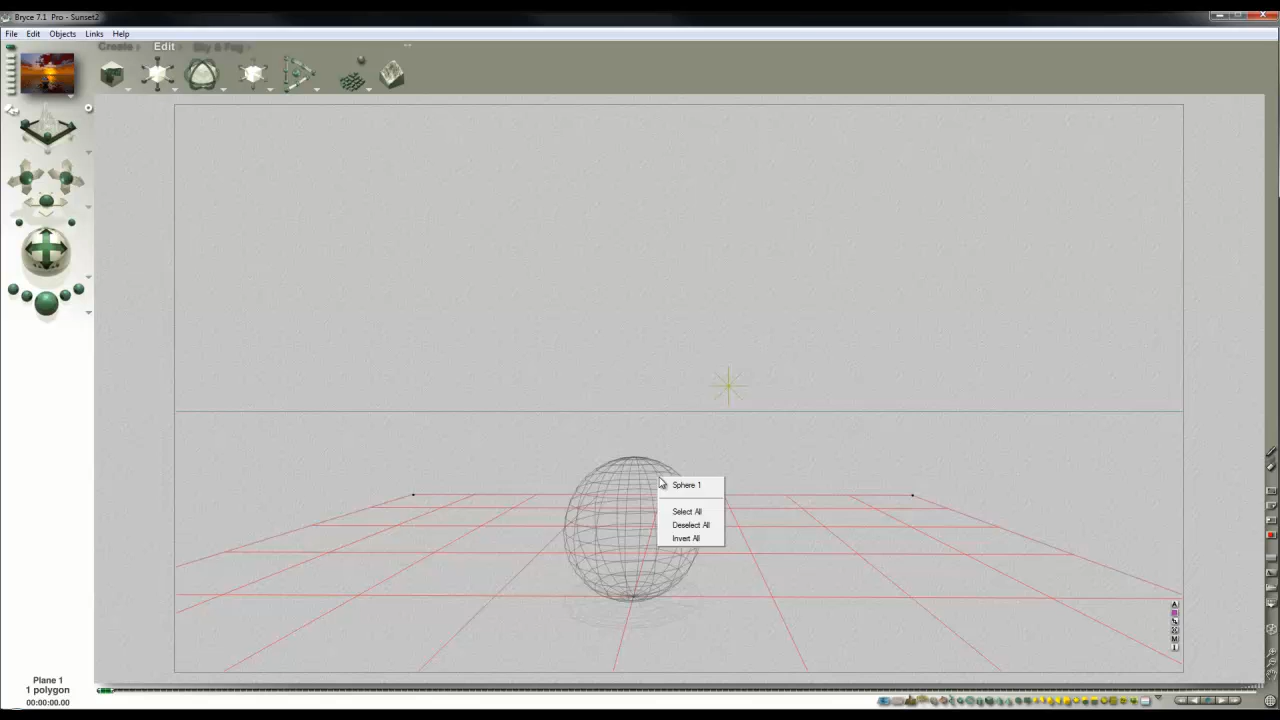 Bryce 7.1 Pro - Sunset2
File Edit Objects Links Help
Create Edit Sky & Fog
Sphere 1
Select All
Deselect All
Invert All
A
M
I
Plane 1
1 polygon
00:00:00.00